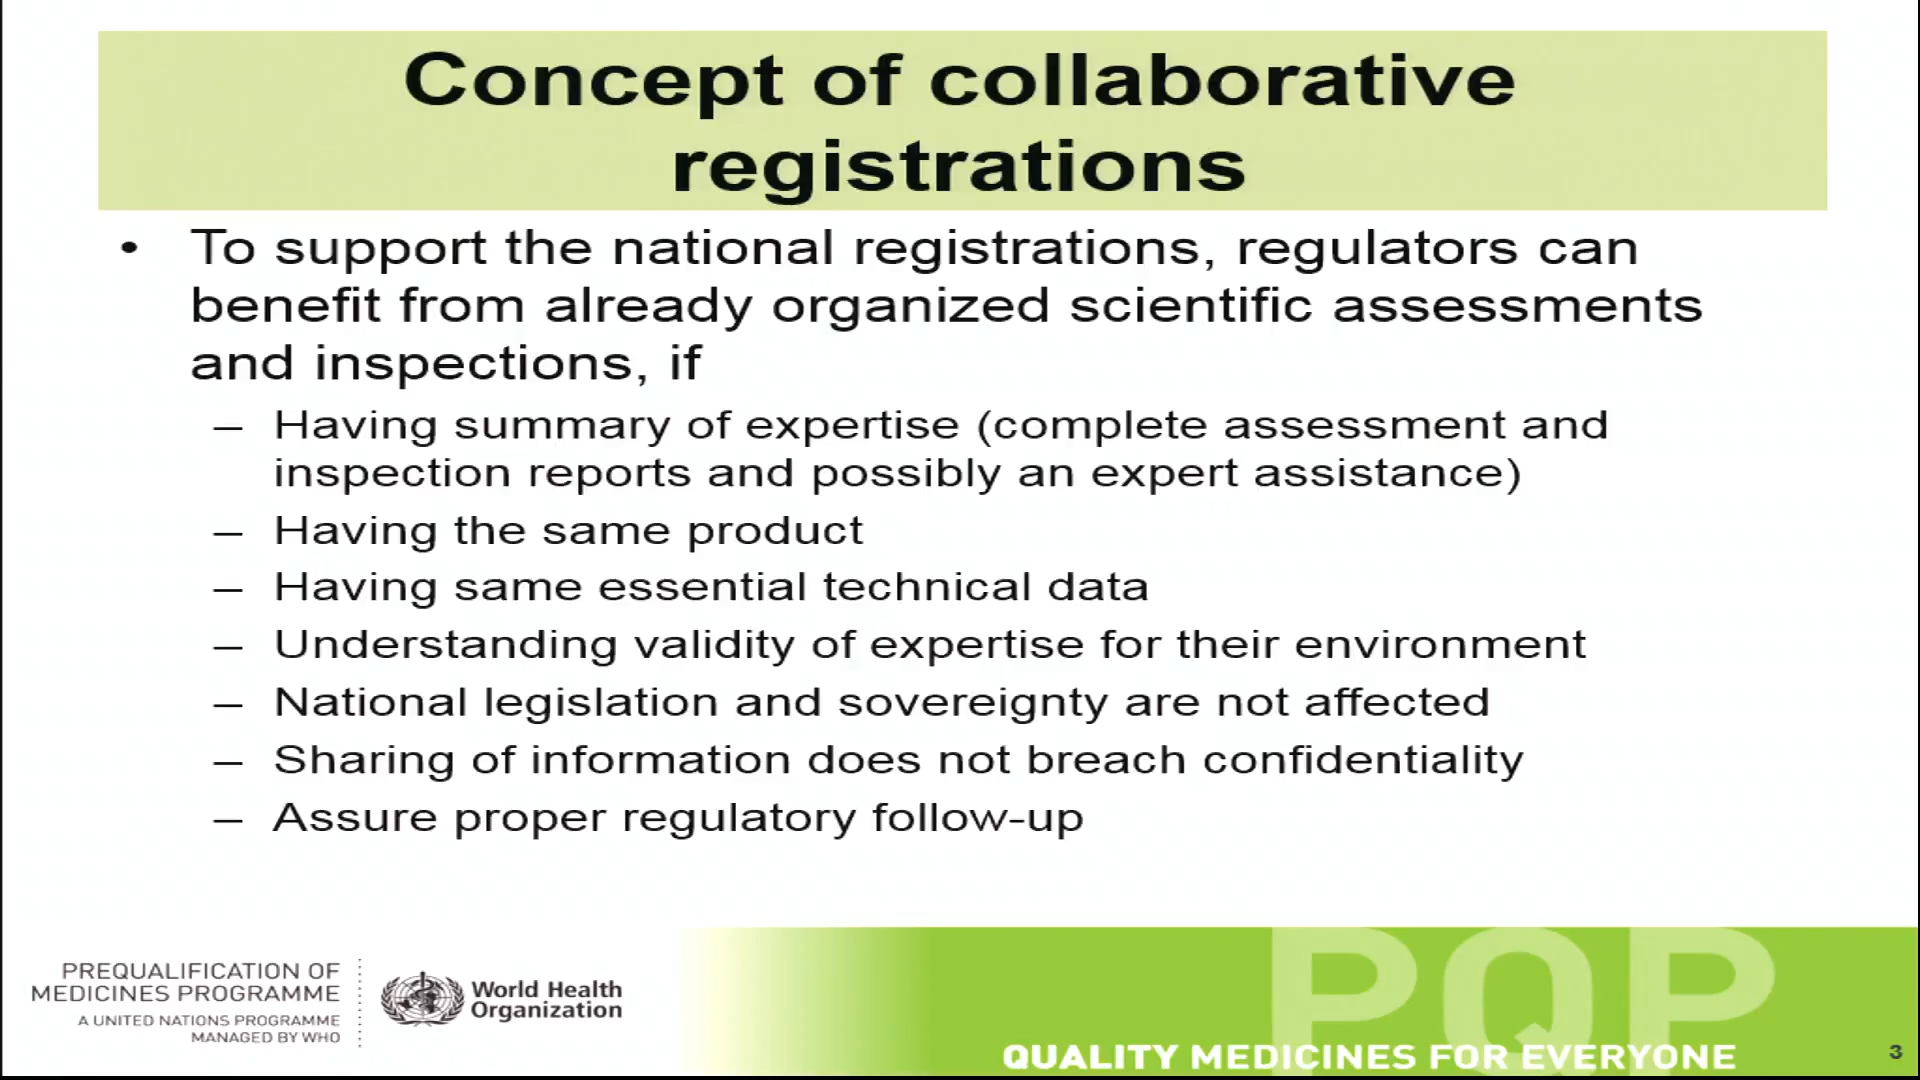 Concept of collaborative
registrations
• To support the national registrations, regulators can
benefit from already organized scientific assessments
and inspections, if
– Having summary of expertise (complete assessment and
inspection reports and possibly an expert assistance)
– Having the same product
– Having same essential technical data
– Understanding validity of expertise for their environment
– National legislation and sovereignty are not affected
– Sharing of information does not breach confidentiality
– Assure proper regulatory follow-up
PREQUALIFICATION OF
MEDICINES PROGRAMME
A UNITED NATIONS PROGRAMME
MANAGED BY WHO
World Health
Organization
PQP
QUALITY MEDICINES FOR EVERYONE
3